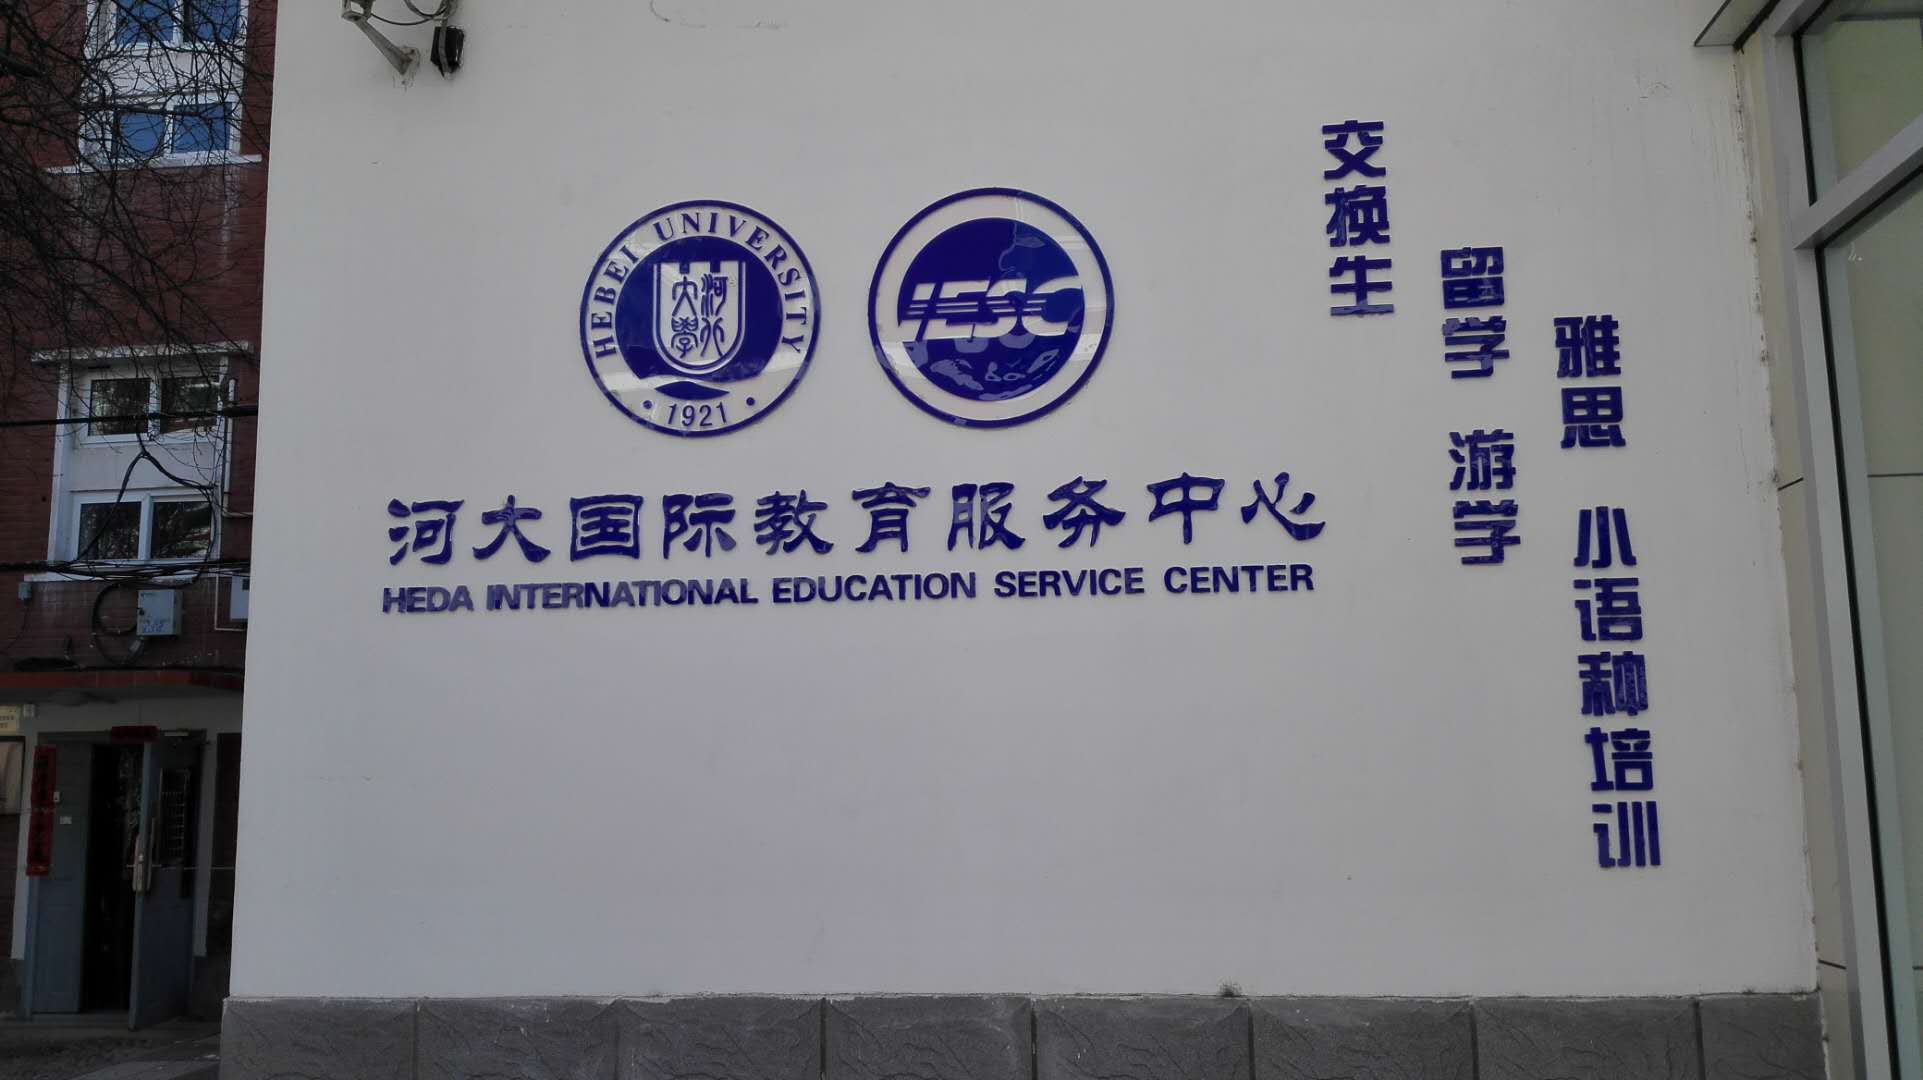 HEBEI UNIVERSITY
河北
大學
· 1921 ·
IESC
河大国际教育服务中心
HEDA INTERNATIONAL EDUCATION SERVICE CENTER
交换生
留学 游学
雅思 小语种培训